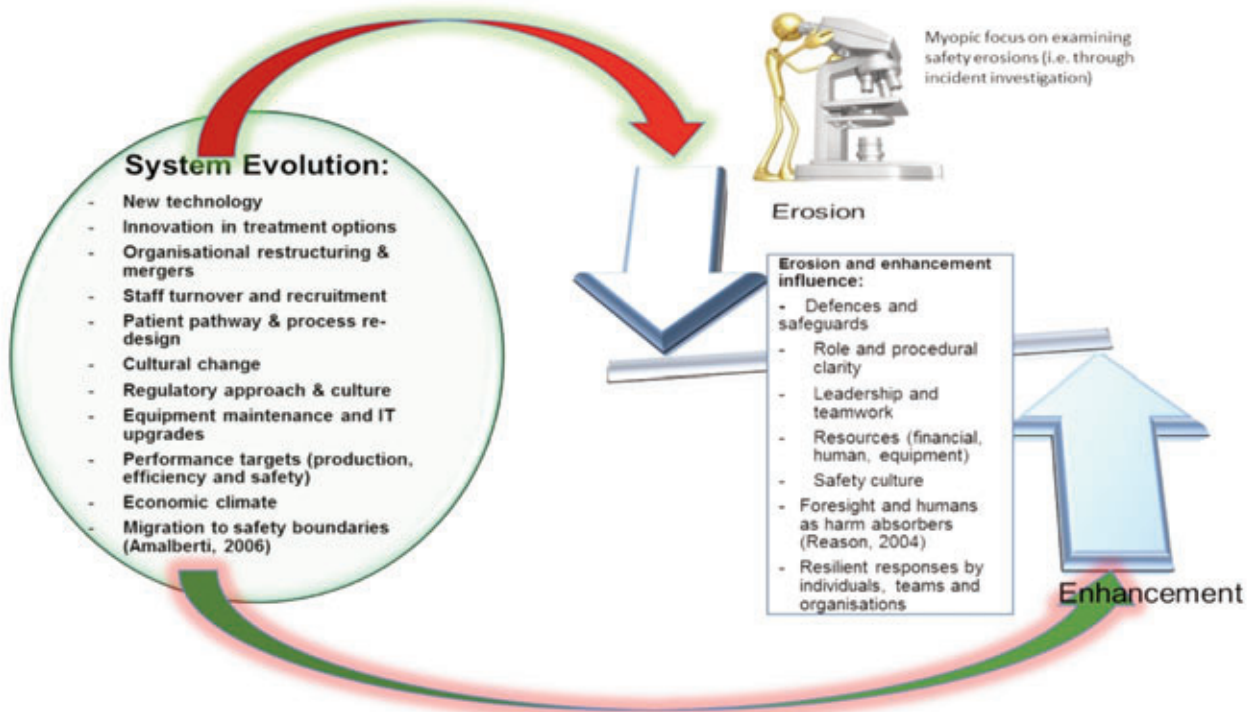 Myopic focus on examining
safety erosions (i.e. through
incident investigation)
System Evolution:
- New technology
- Innovation in treatment options
- Organisational restructuring &
mergers
- Staff turnover and recruitment
- Patient pathway & process re-
design
- Cultural change
- Regulatory approach & culture
- Equipment maintenance and IT
upgrades
- Performance targets (production,
efficiency and safety)
- Economic climate
- Migration to safety boundaries
(Amalberti, 2006)
Erosion
Erosion and enhancement
influence:
- Defences and
safeguards
- Role and procedural
clarity
- Leadership and
teamwork
- Resources (financial,
human, equipment)
- Safety culture
- Foresight and humans
as harm absorbers
(Reason, 2004)
- Resilient responses by
individuals, teams and
organisations
Enhancement